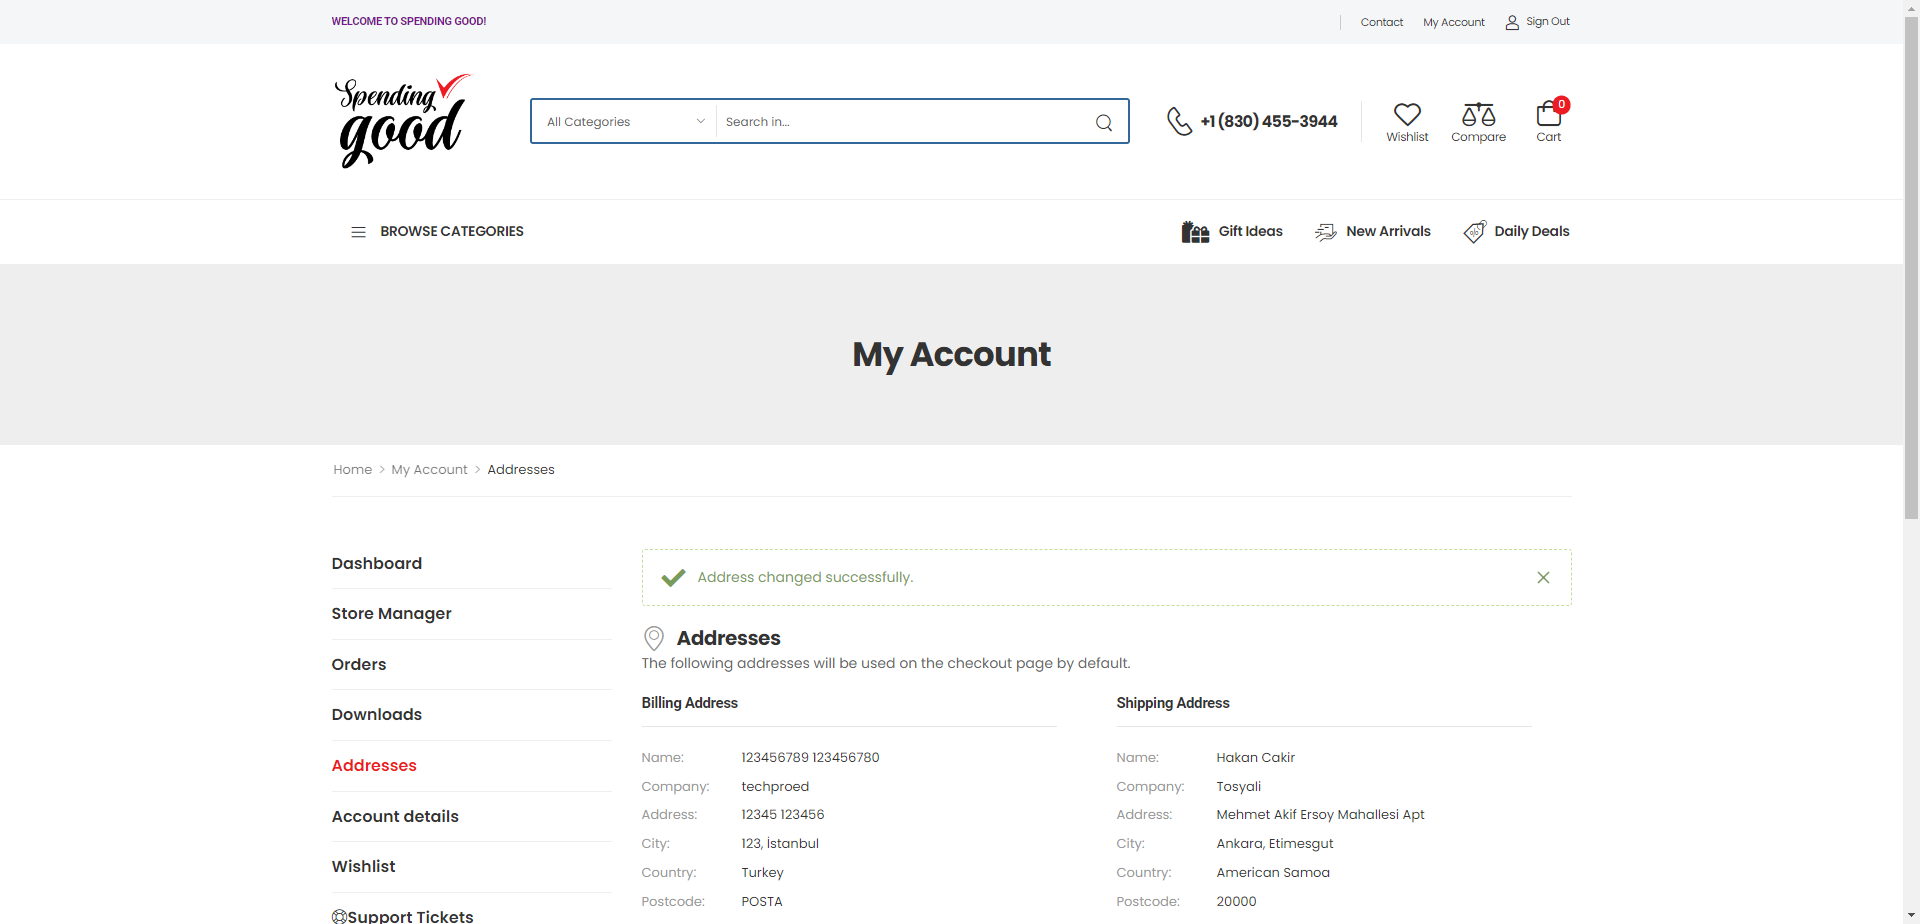 WELCOME TO SPENDING GOOD!
Contact My Account Sign Out
Spending
good
All Categories Search in...
+1 (830) 455-3944
Wishlist Compare 0 Cart
BROWSE CATEGORIES
Gift Ideas New Arrivals Daily Deals
My Account
Home > My Account > Addresses
Dashboard
Store Manager
Orders
Downloads
Addresses
Account details
Wishlist
Support Tickets
Address changed successfully.
Addresses
The following addresses will be used on the checkout page by default.
Billing Address
Name: 123456789 123456780
Company: techproed
Address: 12345 123456
City: 123, İstanbul
Country: Turkey
Postcode: POSTA
Shipping Address
Name: Hakan Cakir
Company: Tosyali
Address: Mehmet Akif Ersoy Mahallesi Apt
City: Ankara, Etimesgut
Country: American Samoa
Postcode: 20000